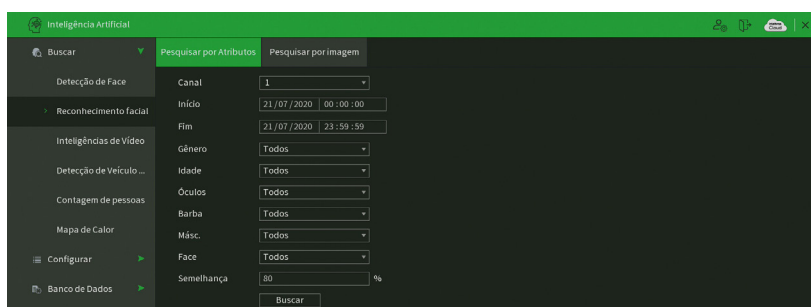 Inteligência Artificial
Buscar
Detecção de Face
Reconhecimento facial
Inteligências de Vídeo
Detecção de Veículo ...
Contagem de pessoas
Mapa de Calor
Configurar
Banco de Dados
Pesquisar por Atributos Pesquisar por imagem
Canal 1
Início 21/07/2020 00:00:00
Fim 21/07/2020 23:59:59
Gênero Todos
Idade Todos
Óculos Todos
Barba Todos
Másc. Todos
Face Todos
Semelhança 80 %
Buscar